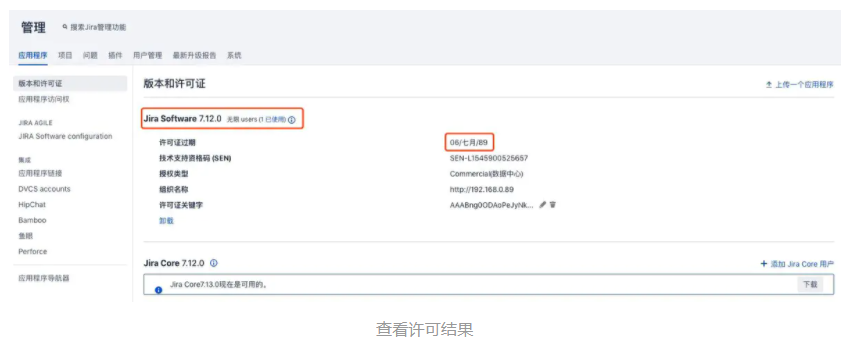 管理 搜索Jira管理功能
应用程序 项目 问题 插件 用户管理 最新升级报告 系统
版本和许可证
应用程序访问权
JIRA AGILE
JIRA Software configuration
集成
应用程序链接
DVCS accounts
HipChat
Bamboo
鱼眼
Perforce
应用程序导航器
版本和许可证
上传一个应用程序
Jira Software 7.12.0 无限 users (1 已使用)
许可证过期 06/七月/89
技术支持资格码 (SEN) SEN-L1545900525657
授权类型 Commercial(数据中心)
组织名称 http://192.168.0.89
许可证关键字 AAABng0ODAoPeJyNk...
卸载
Jira Core 7.12.0
添加 Jira Core 用户
Jira Core7.13.0现在是可用的。
下载
查看许可结果